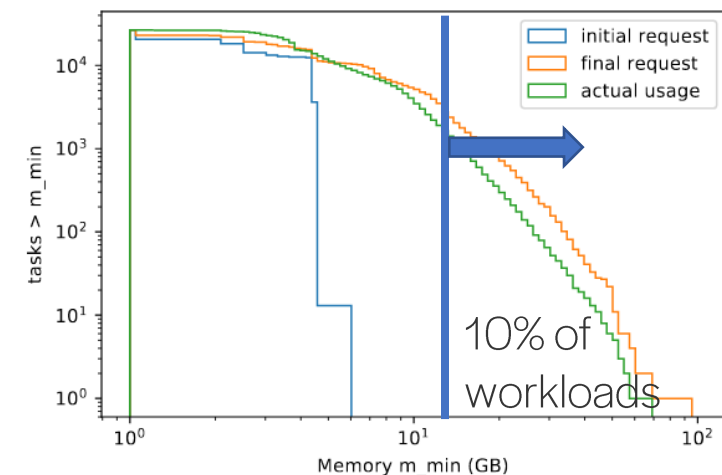 initial request
final request
actual usage
tasks > m_min
10⁴
10³
10²
10¹
10⁰
10% of
workloads
10⁰ 10¹ 10²
Memory m_min (GB)